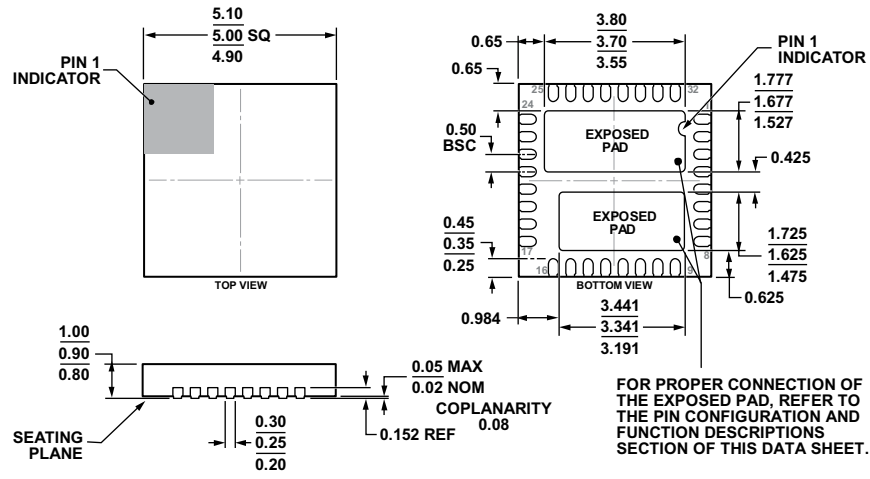 5.10
5.00 SQ
4.90
PIN 1
INDICATOR
TOP VIEW
0.65
3.80
3.70
3.55
PIN 1
INDICATOR
0.65
25
32
24
1.777
1.677
1.527
0.50
BSC
EXPOSED
PAD
0.425
EXPOSED
PAD
0.45
0.35
0.25
17
8
1.725
1.625
1.475
16
9
BOTTOM VIEW
0.625
0.984
3.441
3.341
3.191
1.00
0.90
0.80
0.05 MAX
0.02 NOM
COPLANARITY
0.08
0.152 REF
SEATING
PLANE
0.30
0.25
0.20
FOR PROPER CONNECTION OF
THE EXPOSED PAD, REFER TO
THE PIN CONFIGURATION AND
FUNCTION DESCRIPTIONS
SECTION OF THIS DATA SHEET.